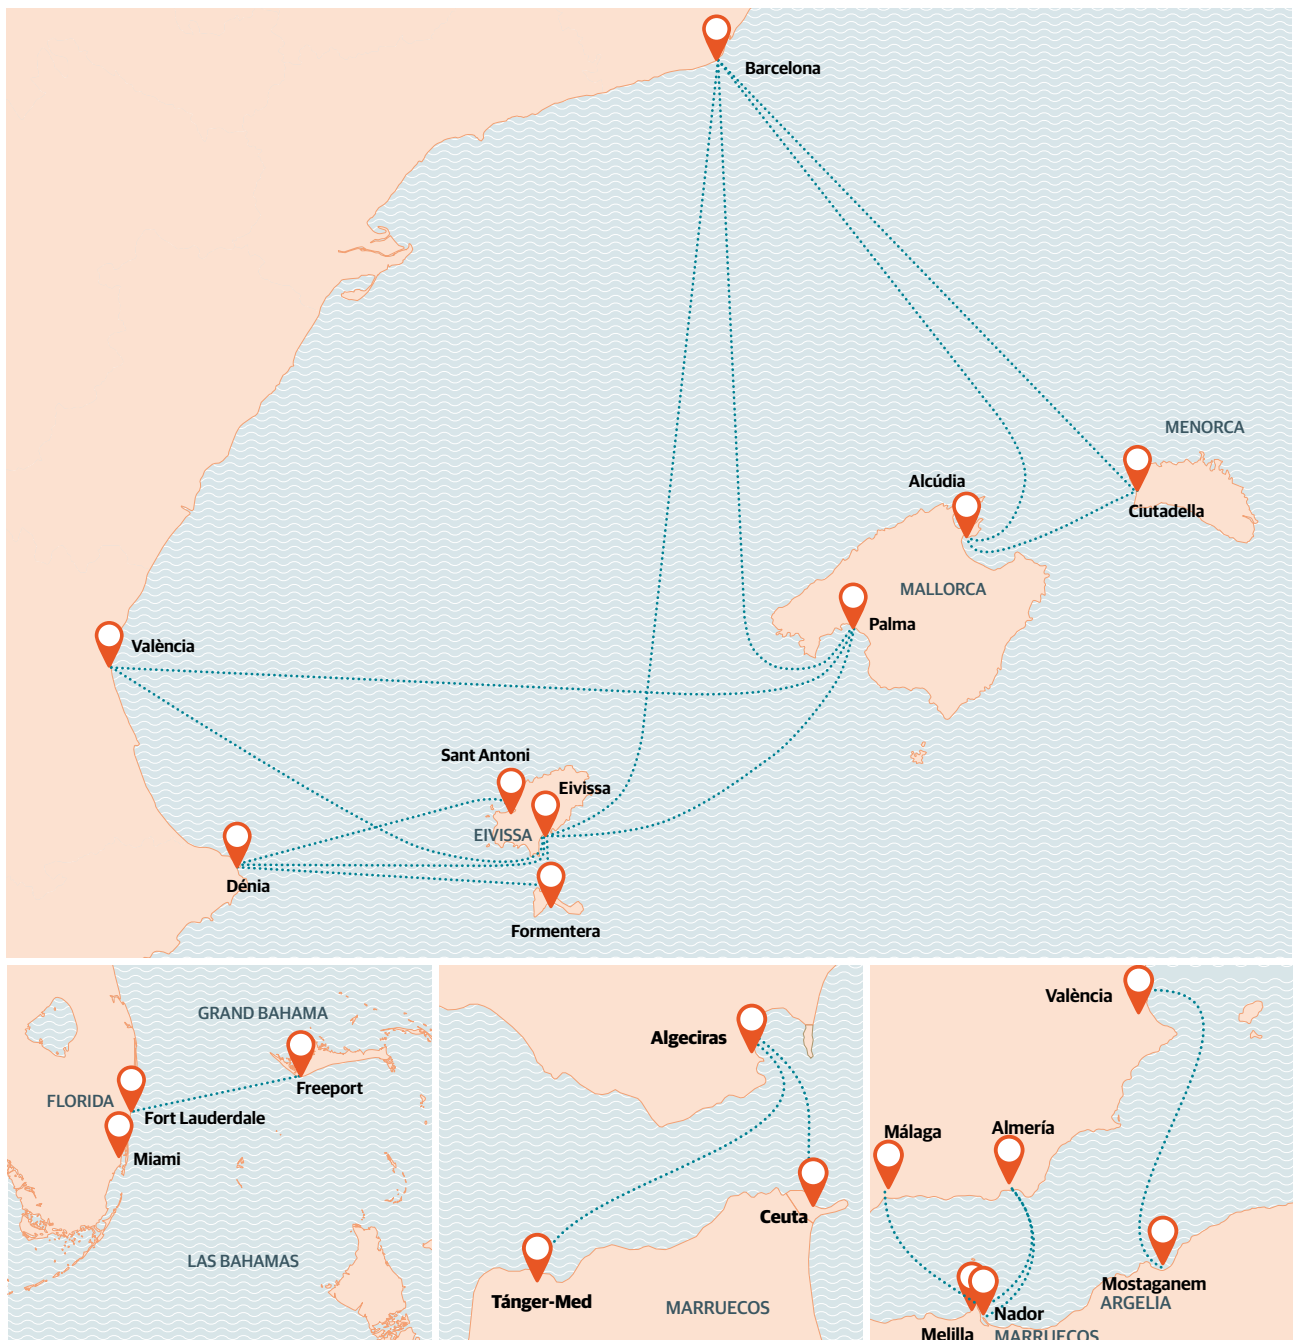 Barcelona
MENORCA
Alcúdia
Ciutadella
MALLORCA
Palma
València
Sant Antoni
Eivissa
EIVISSA
Dénia
Formentera
GRAND BAHAMA
Freeport
FLORIDA
Fort Lauderdale
Miami
LAS BAHAMAS
Algeciras
Ceuta
Tánger-Med
MARRUECOS
València
Málaga
Almería
Mostaganem
ARGELIA
Nador
Melilla
MARRUECOS